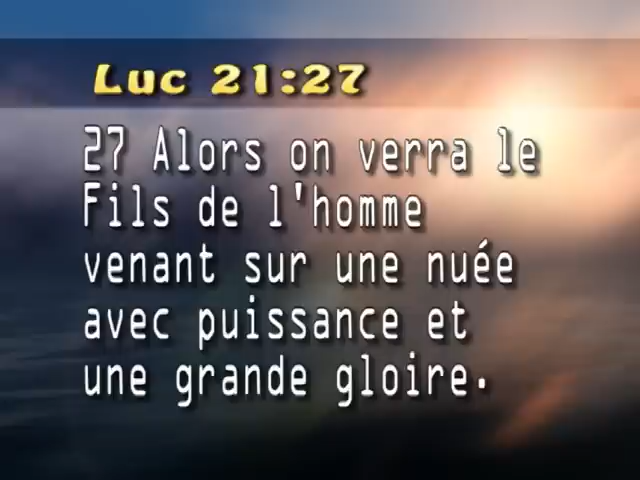 Luc 21:27
27 Alors on verra le
Fils de l'homme
venant sur une nuée
avec puissance et
une grande gloire.